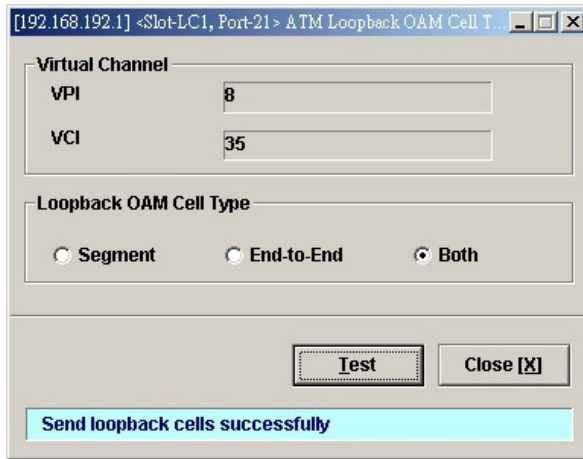 [192.168.192.1] <Slot-LC1, Port-21> ATM Loopback OAM Cell T...
Virtual Channel
VPI 8
VCI 35
Loopback OAM Cell Type
Segment End-to-End Both
Test Close [X]
Send loopback cells successfully